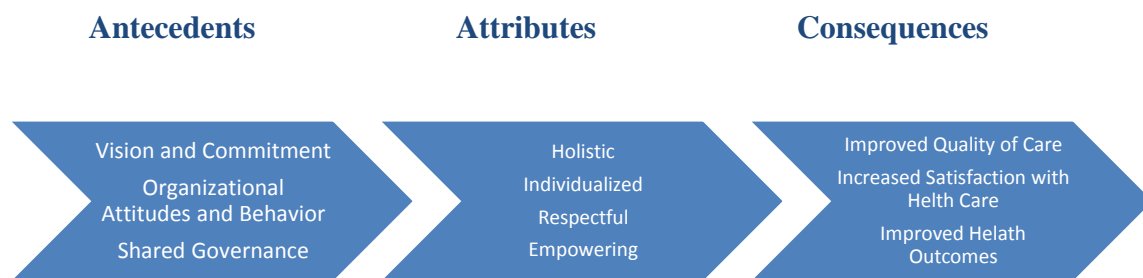 Antecedents
Attributes
Consequences
Vision and Commitment
Organizational
Attitudes and Behavior
Shared Governance
Holistic
Individualized
Respectful
Empowering
Improved Quality of Care
Increased Satisfaction with
Helth Care
Improved Helath
Outcomes